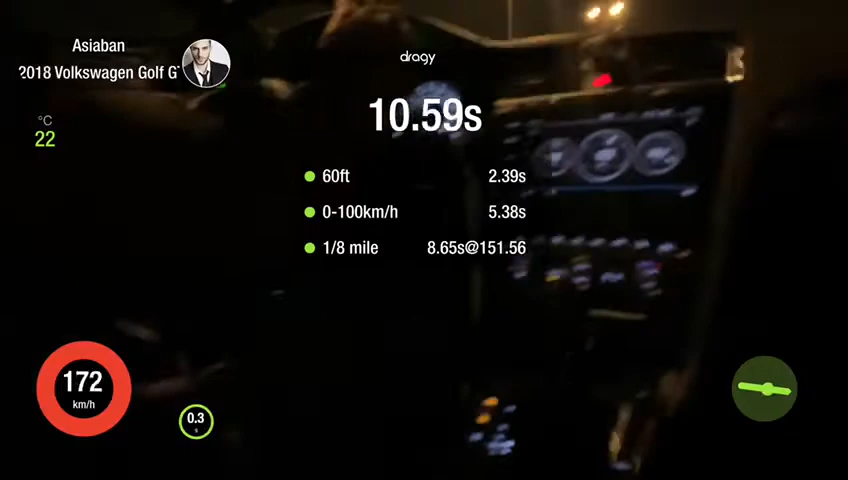 Asiaban
2018 Volkswagen Golf G
dragy
10.59s
°C
22
60ft 2.39s
0-100km/h 5.38s
1/8 mile 8.65s@151.56
172
km/h
0.3